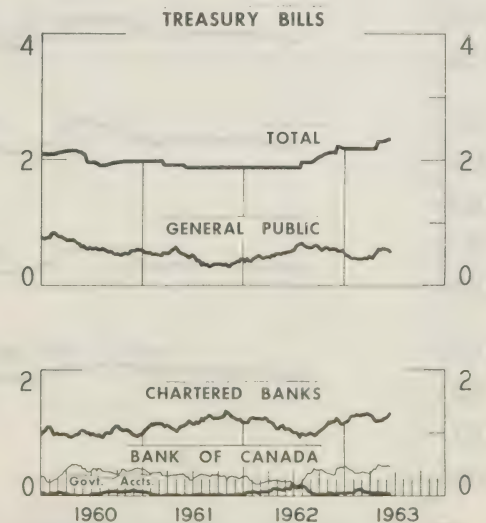 TREASURY BILLS
4 4
TOTAL
2 2
GENERAL PUBLIC
0 0
2 2
CHARTERED BANKS
BANK OF CANADA
Govt. Accts.
0 0
1960 1961 1962 1963